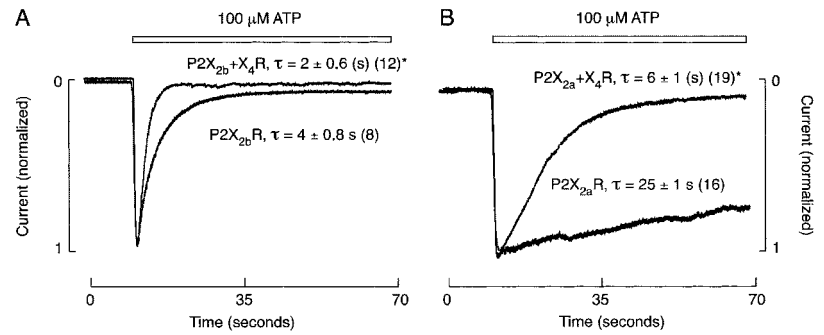 A
100 μM ATP
P2X2b+X4R, τ = 2 ± 0.6 (s) (12)*
P2X2bR, τ = 4 ± 0.8 s (8)
0
1
Current (normalized)
0
35
70
Time (seconds)
B
100 μM ATP
P2X2a+X4R, τ = 6 ± 1 (s) (19)*
P2X2aR, τ = 25 ± 1 s (16)
0
1
Current (normalized)
0
35
70
Time (seconds)